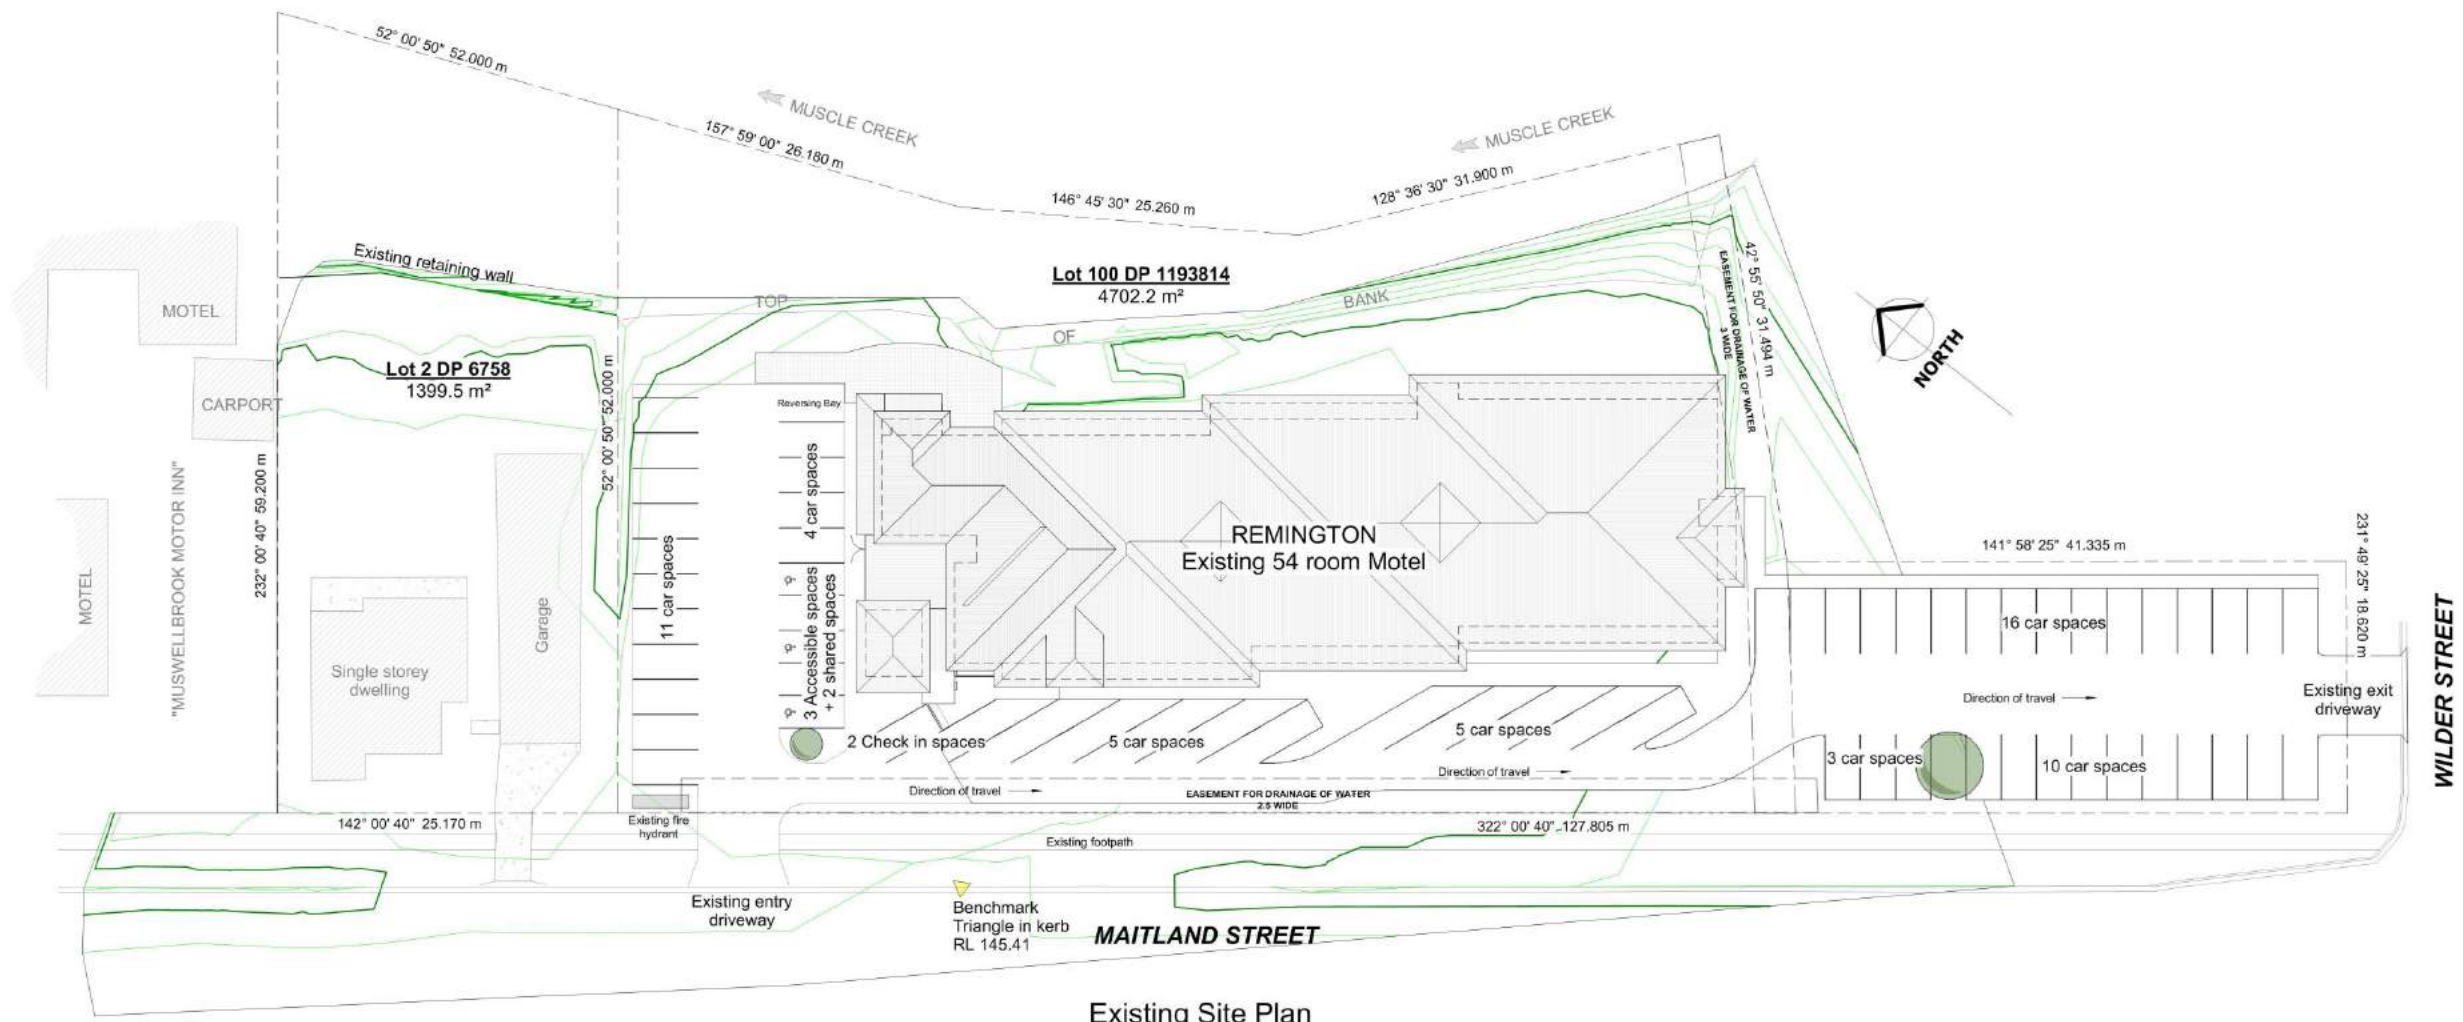 52° 00' 50" 52.000 m
MUSCLE CREEK
157° 59' 00" 26.180 m
MUSCLE CREEK
128° 36' 30" 31.900 m
146° 45' 30" 25.260 m
Existing retaining wall
Lot 100 DP 1193814
4702.2 m²
TOP
OF
BANK
42° 55' 50" 31.494 m
EASEMENT FOR DRAINAGE OF WATER
3 WIDE
NORTH
MOTEL
Lot 2 DP 6758
1399.5 m²
CARPORT
52° 00' 50" 52.000 m
Reversing Bay
4 car spaces
232° 00' 40" 59.200 m
"MUSWELLBROOK MOTOR INN"
MOTEL
Garage
Single storey
dwelling
11 car spaces
3 Accessible spaces
+ 2 shared spaces
REMINGTON
Existing 54 room Motel
141° 58' 25" 41.335 m
231° 49' 25" 18.620 m
WILDER STREET
16 car spaces
Direction of travel
Existing exit
driveway
2 Check in spaces
5 car spaces
5 car spaces
3 car spaces
10 car spaces
Direction of travel
Direction of travel
EASEMENT FOR DRAINAGE OF WATER
2.5 WIDE
142° 00' 40" 25.170 m
Existing fire
hydrant
322° 00' 40" 127.805 m
Existing footpath
Existing entry
driveway
Benchmark
Triangle in kerb
RL 145.41
MAITLAND STREET
Existing Site Plan